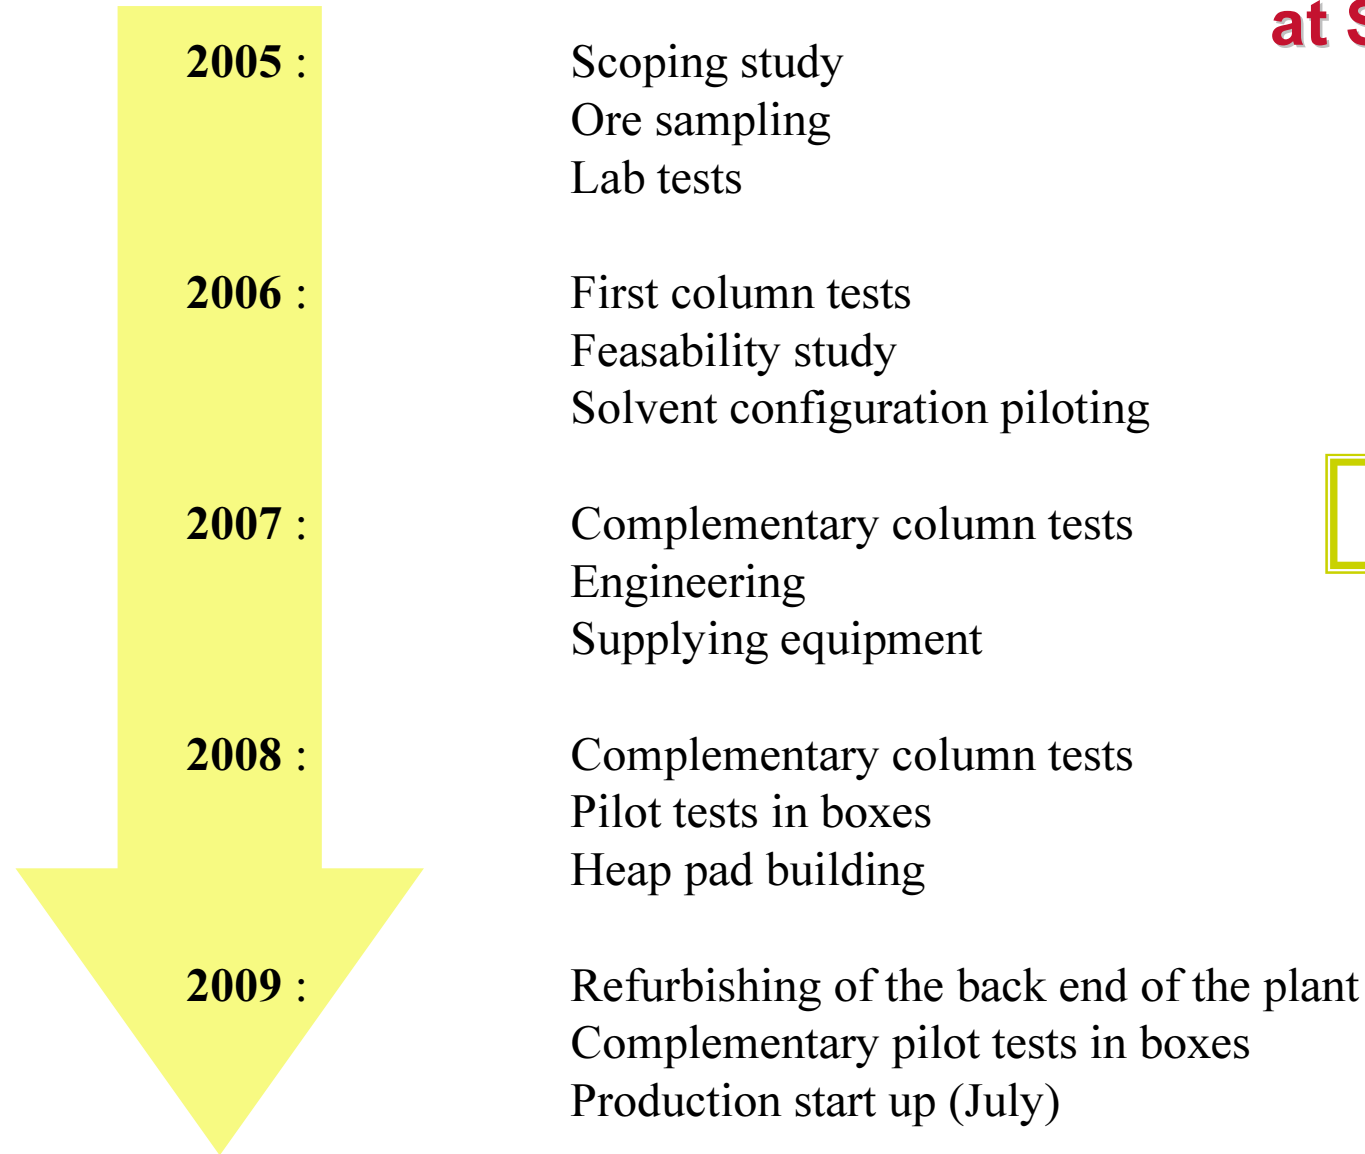 at S
2005 : Scoping study
Ore sampling
Lab tests
2006 : First column tests
Feasability study
Solvent configuration piloting
2007 : Complementary column tests
Engineering
Supplying equipment
2008 : Complementary column tests
Pilot tests in boxes
Heap pad building
2009 : Refurbishing of the back end of the plant
Complementary pilot tests in boxes
Production start up (July)